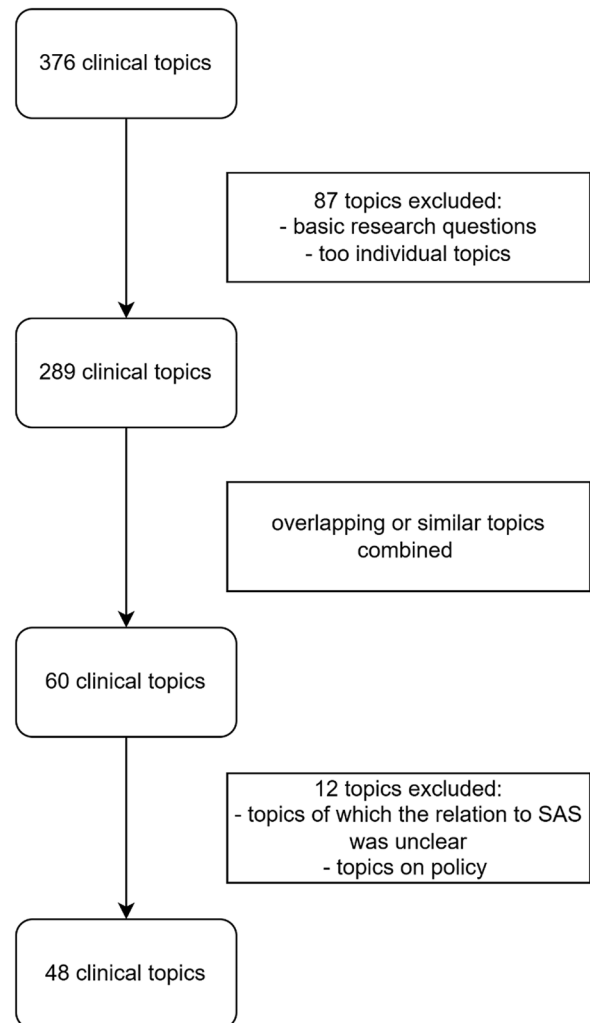 376 clinical topics
87 topics excluded:
- basic research questions
- too individual topics
289 clinical topics
overlapping or similar topics
combined
60 clinical topics
12 topics excluded:
- topics of which the relation to SAS
was unclear
- topics on policy
48 clinical topics